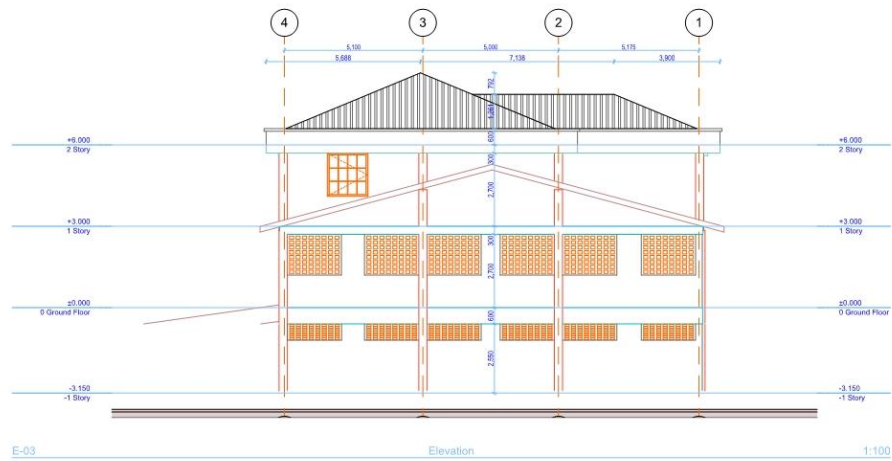 4 3 2 1
5,100 5,000 5,175
5,688 7,138 3,900
792
1,261
+6.000 600 +6.000
2 Story 2 Story
300
2,700
+3.000 +3.000
1 Story 1 Story
300
2,700
±0.000 ±0.000
0 Ground Floor 0 Ground Floor
600
2,550
-3.150 -3.150
-1 Story -1 Story
E-03 Elevation 1:100